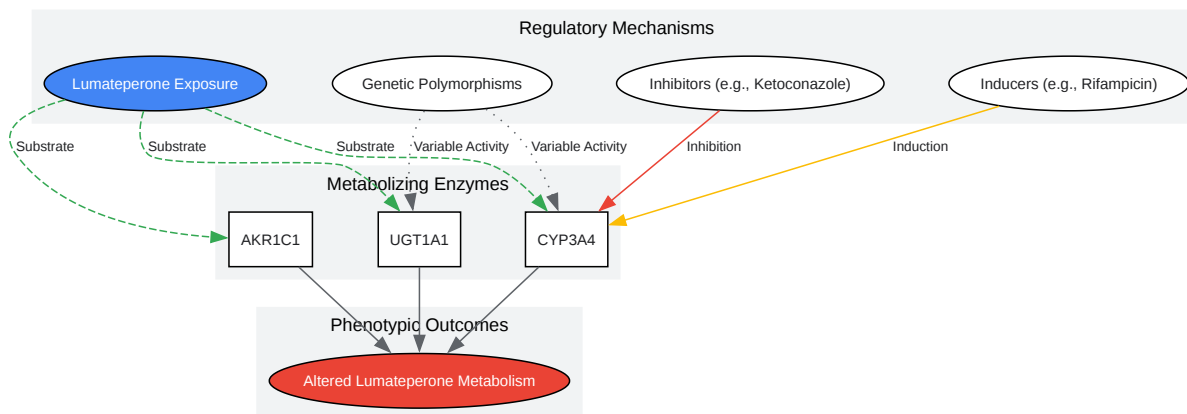 Regulatory Mechanisms
Lumateperone Exposure
Genetic Polymorphisms
Inhibitors (e.g., Ketoconazole)
Inducers (e.g., Rifampicin)
Substrate
Substrate
Substrate
Variable Activity
Variable Activity
Inhibition
Induction
Metabolizing Enzymes
AKR1C1
UGT1A1
CYP3A4
Phenotypic Outcomes
Altered Lumateperone Metabolism